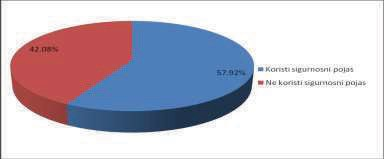 42.08%
57.92%
Koristi sigurnosni pojas
Ne koristi sigurnosni pojas